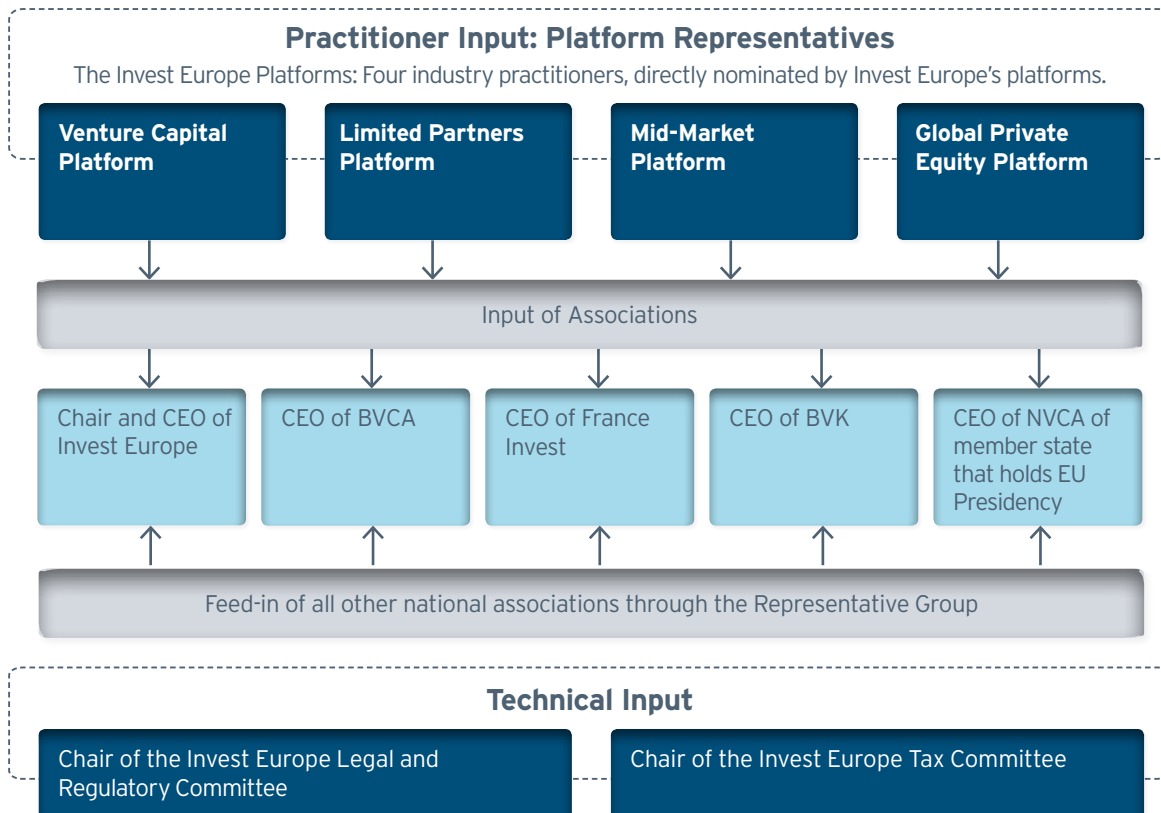 Practitioner Input: Platform Representatives
The Invest Europe Platforms: Four industry practitioners, directly nominated by Invest Europe’s platforms.
Venture Capital
Platform
Limited Partners
Platform
Mid-Market
Platform
Global Private
Equity Platform
Input of Associations
Chair and CEO of
Invest Europe
CEO of BVCA
CEO of France
Invest
CEO of BVK
CEO of NVCA of
member state
that holds EU
Presidency
Feed-in of all other national associations through the Representative Group
Technical Input
Chair of the Invest Europe Legal and
Regulatory Committee
Chair of the Invest Europe Tax Committee